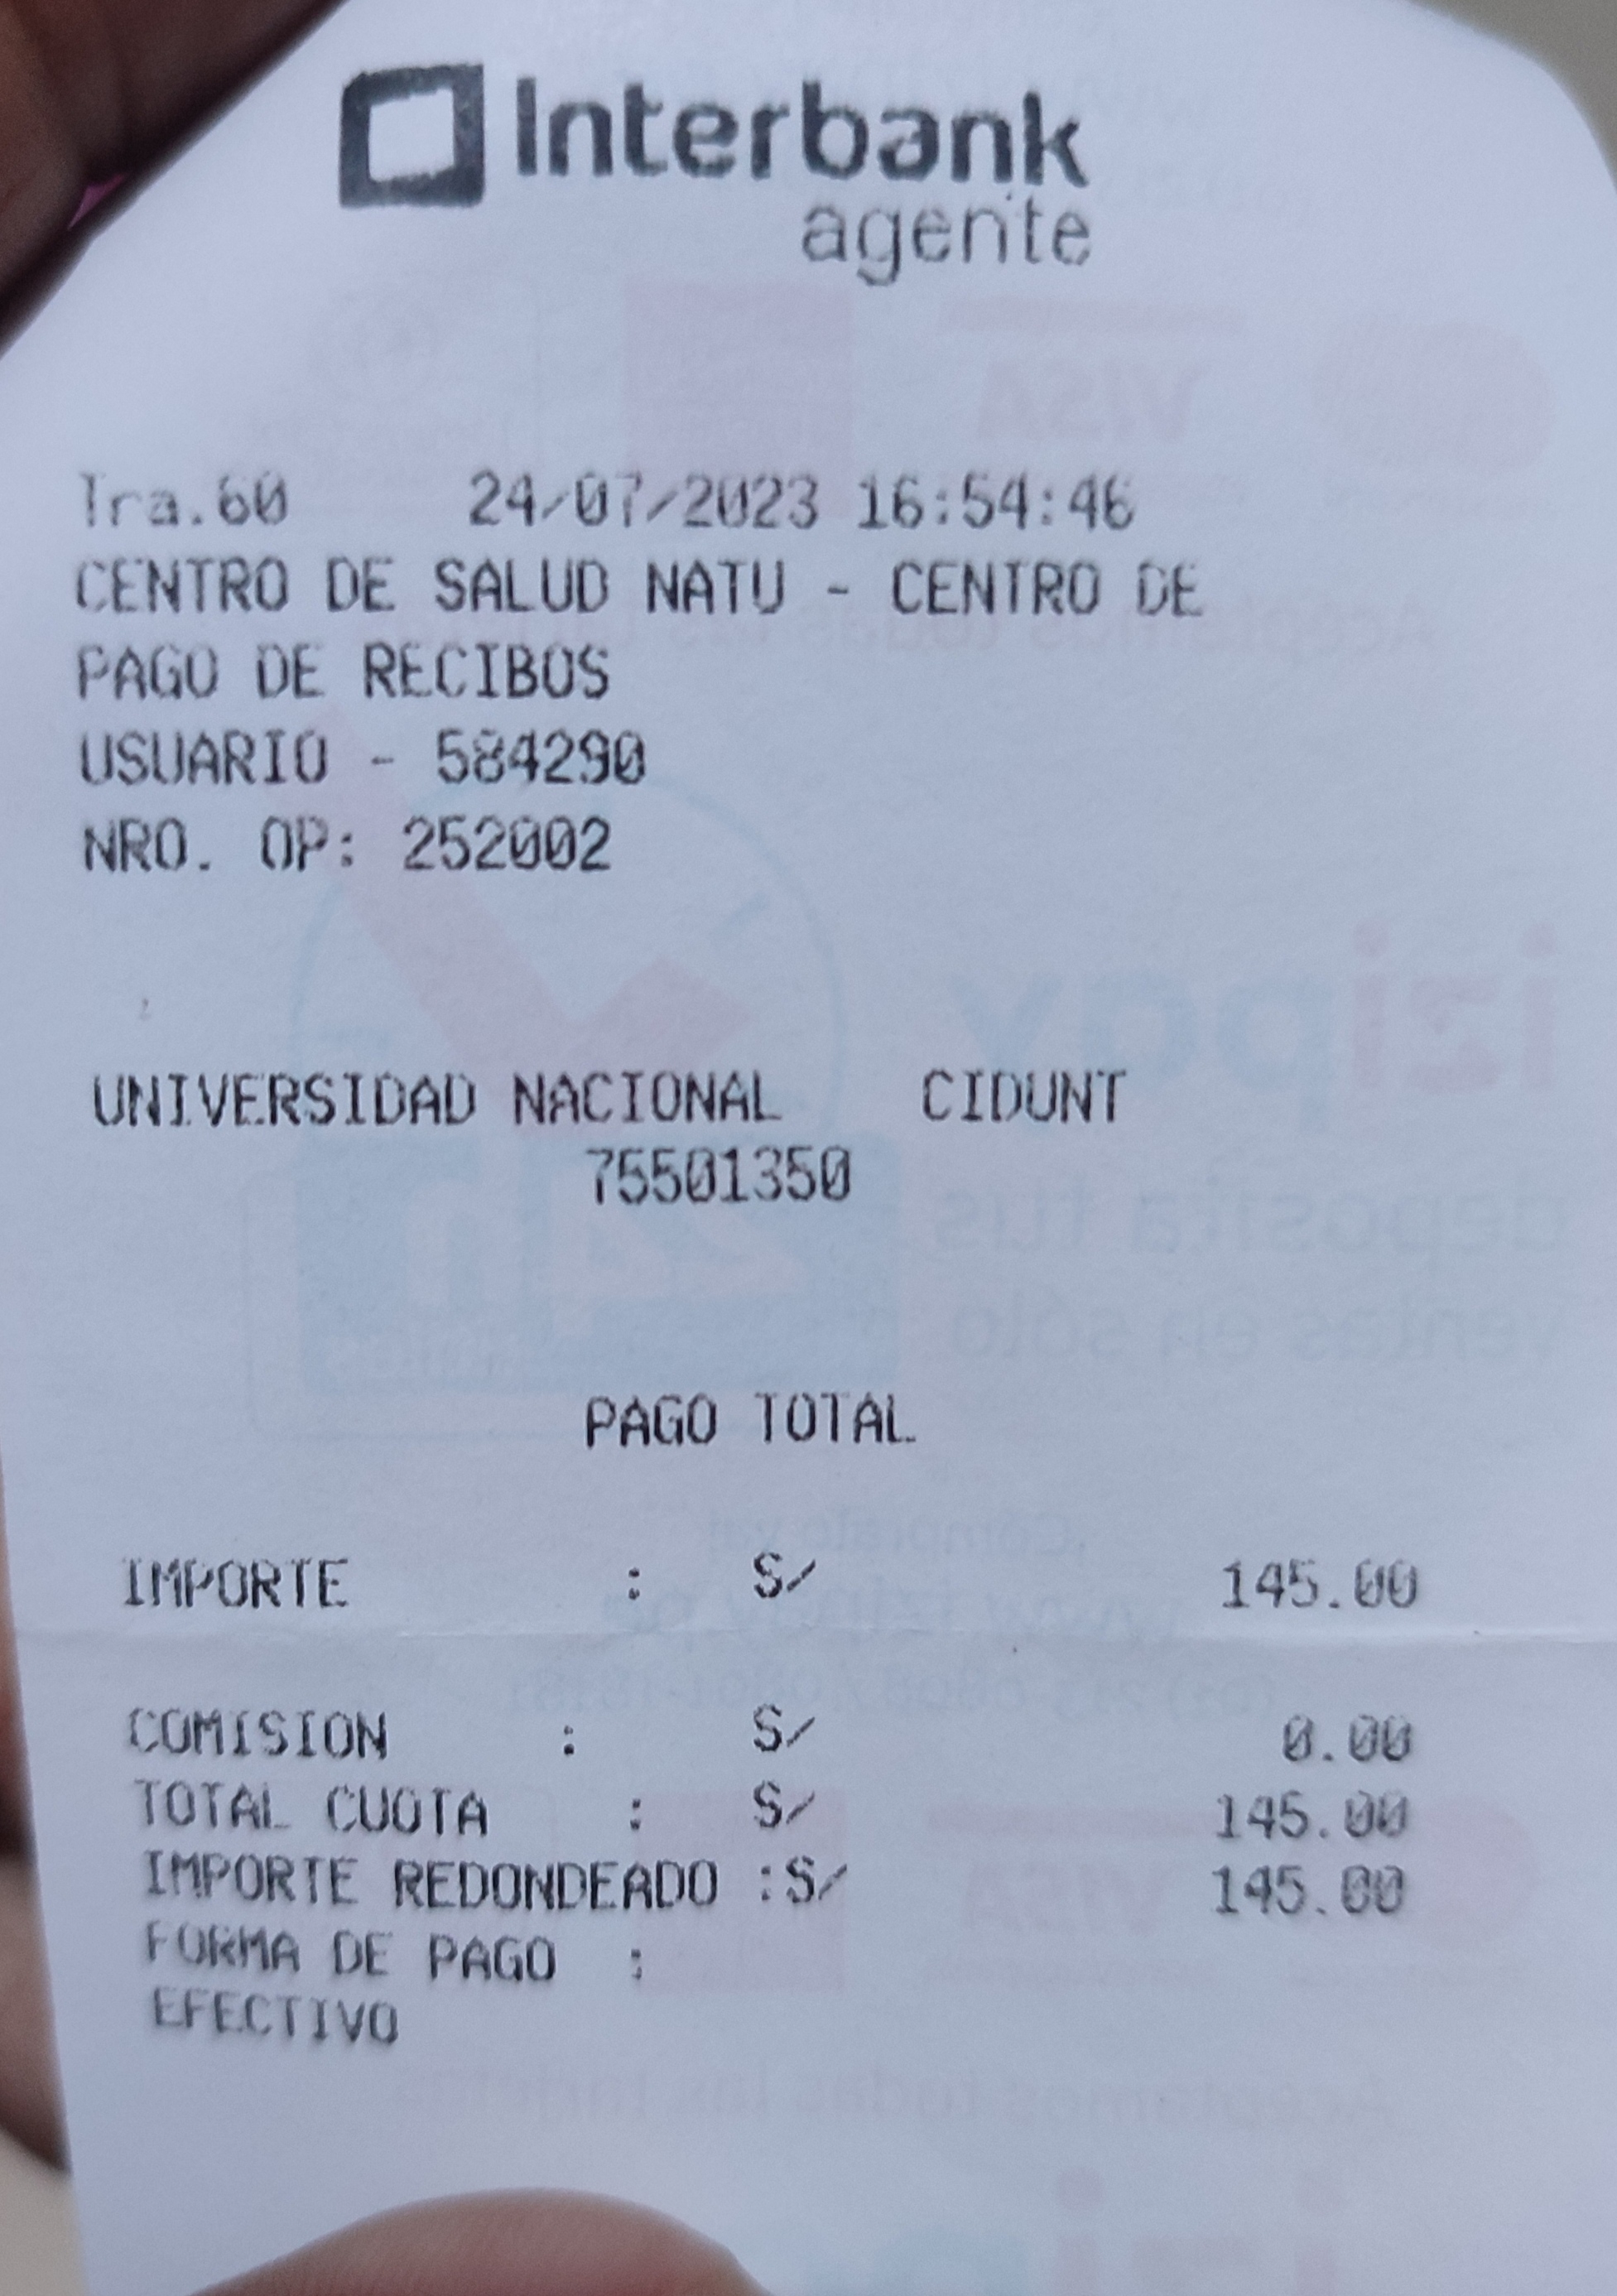 Interbank
agente
Tra.60 24/07/2023 16:54:46
CENTRO DE SALUD NATU - CENTRO DE
PAGO DE RECIBOS
USUARIO - 584290
NRO. OP: 252002
UNIVERSIDAD NACIONAL CIDUNT
75501350
PAGO TOTAL
IMPORTE : S/ 145.00
COMISION : S/ 0.00
TOTAL CUOTA : S/ 145.00
IMPORTE REDONDEADO :S/ 145.00
FORMA DE PAGO :
EFECTIVO